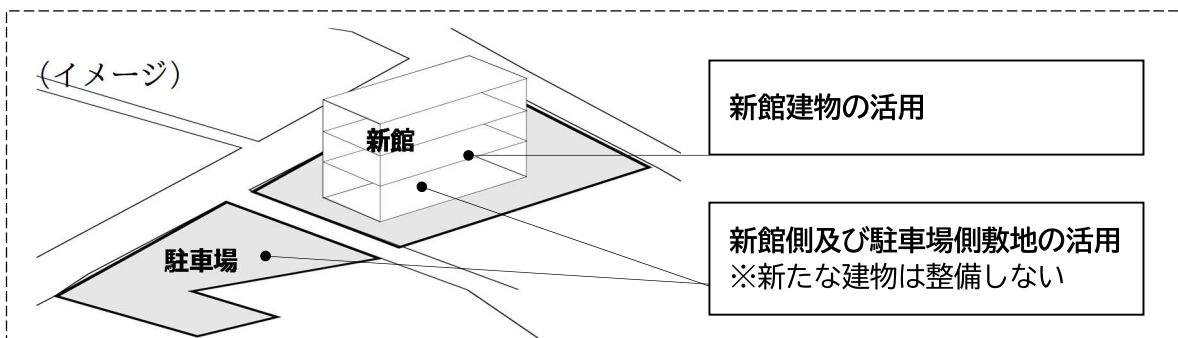 (イメージ)
新館
駐車場
新館建物の活用
新館側及び駐車場側敷地の活用
※新たな建物は整備しない